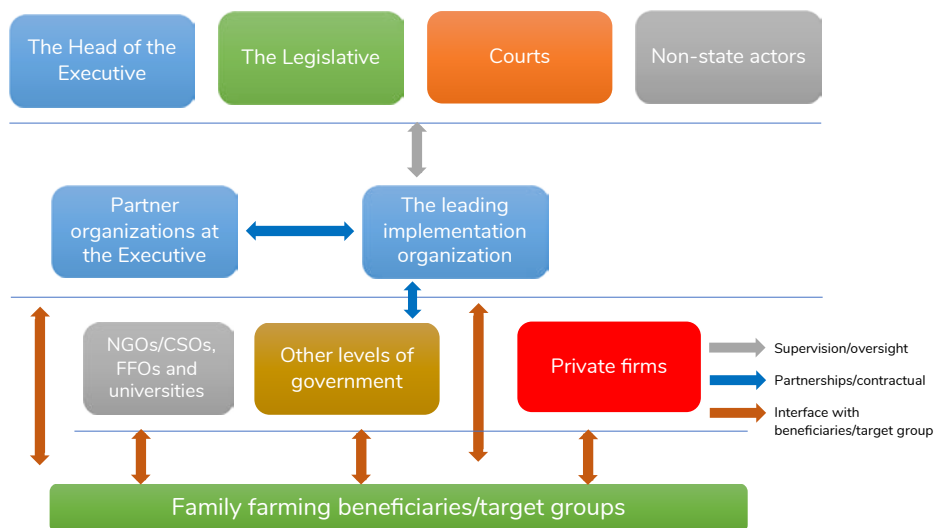 The Head of the
Executive
The Legislative
Courts
Non-state actors
Partner
organizations at
the Executive
The leading
implementation
organization
NGOs/CSOs,
FFOs and
universities
Other levels of
government
Private firms
Supervision/oversight
Partnerships/contractual
Interface with
beneficiaries/target group
Family farming beneficiaries/target groups